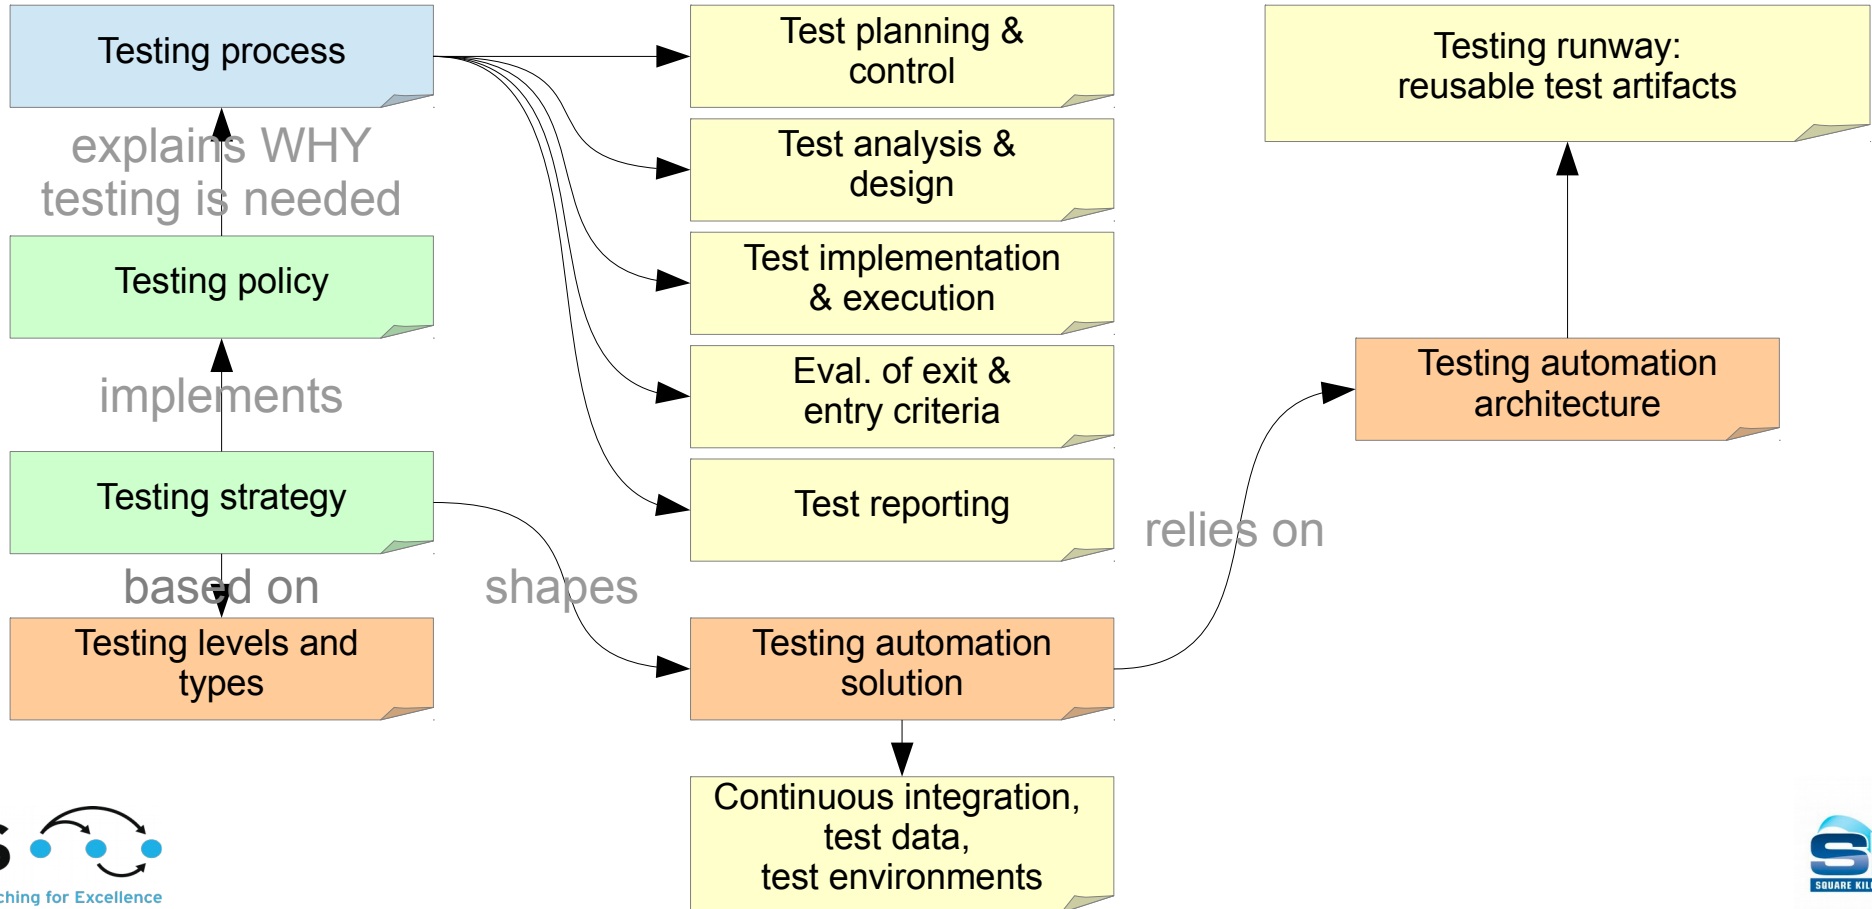 Testing process
explains WHY
testing is needed
Testing policy
implements
Testing strategy
based on
Testing levels and
types
shapes
Test planning &
control
Test analysis &
design
Test implementation
& execution
Eval. of exit &
entry criteria
Test reporting
Testing automation
solution
Continuous integration,
test data,
test environments
relies on
Testing runway:
reusable test artifacts
Testing automation
architecture
for Excellence
SQUARE